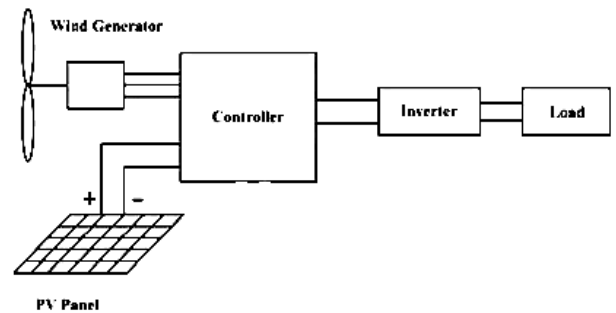 Wind Generator
Controller
Inverter
Load
+ -
PV Panel